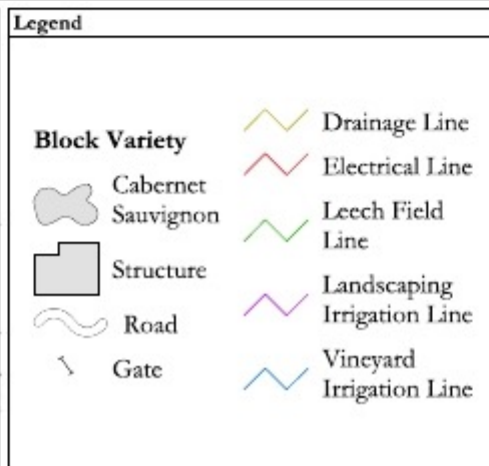 Legend
Block Variety
Cabernet
Sauvignon
Structure
Road
Gate
Drainage Line
Electrical Line
Leech Field
Line
Landscaping
Irrigation Line
Vineyard
Irrigation Line